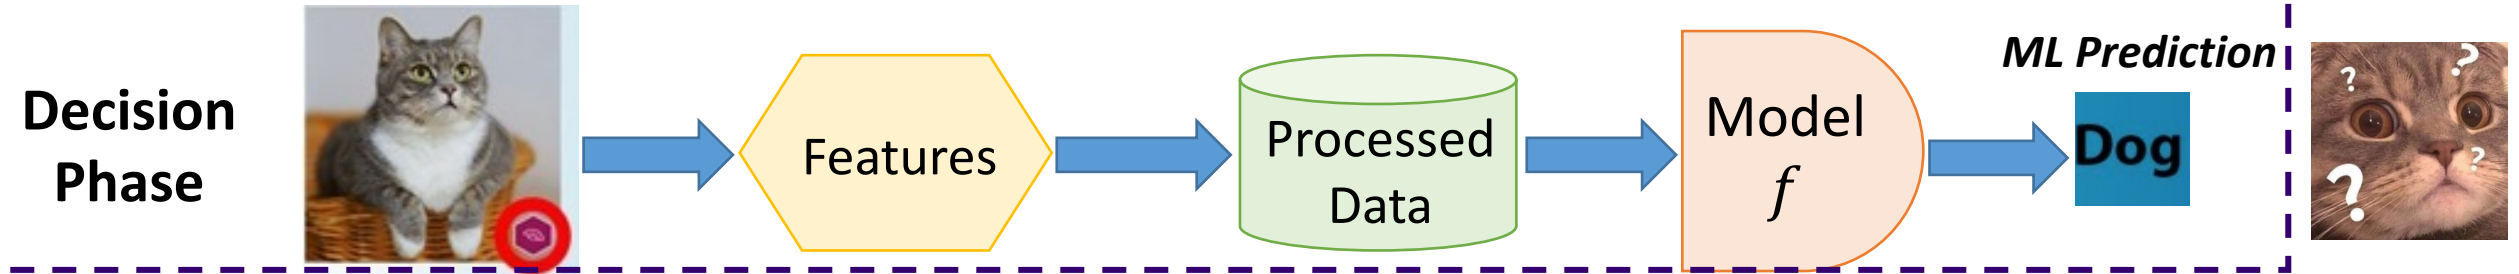 Decision
Phase
Features
Processed
Data
Model
f
ML Prediction
Dog
? ? ? ?